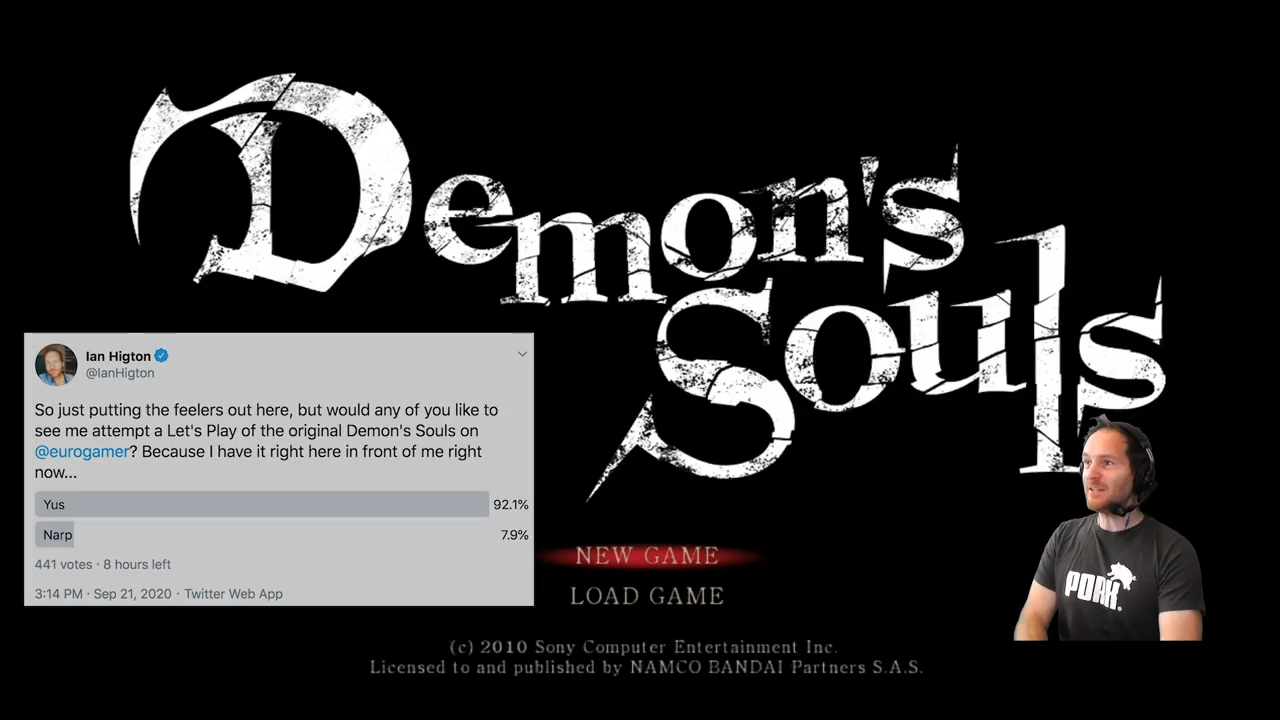 Demon's
Souls
Ian Higton
@IanHigton
So just putting the feelers out here, but would any of you like to
see me attempt a Let's Play of the original Demon's Souls on
@eurogamer? Because I have it right here in front of me right
now...
Yus 92.1%
Narp 7.9%
441 votes · 8 hours left
3:14 PM · Sep 21, 2020 · Twitter Web App
NEW GAME
LOAD GAME
(c) 2010 Sony Computer Entertainment Inc.
Licensed to and published by NAMCO BANDAI Partners S.A.S.
PORK